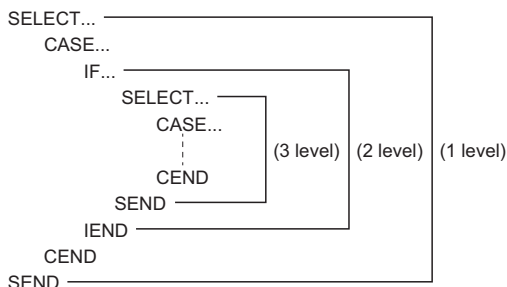 SELECT...
CASE...
IF...
SELECT...
CASE...
(3 level) (2 level) (1 level)
CEND
SEND
IEND
CEND
SEND